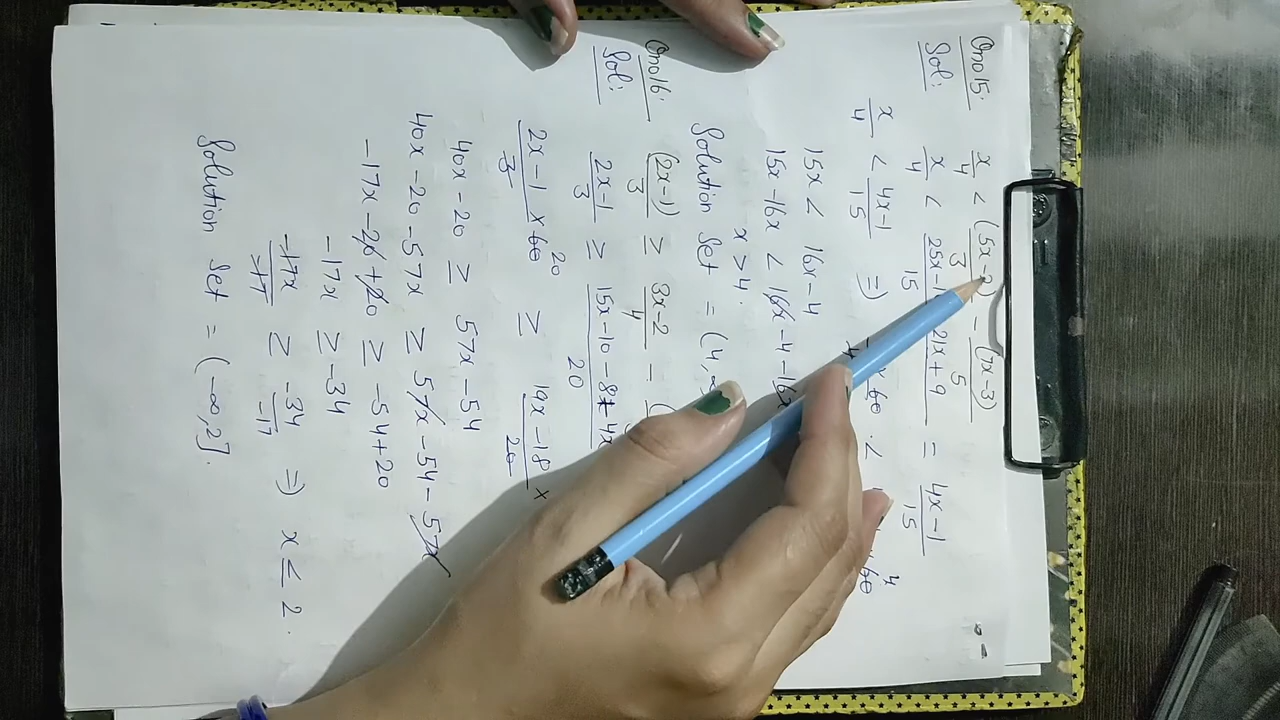 Qno15:
x/4 < (5x-2)/3 - (7x-3)/5
Sol: x/4 < 25x-1 21x+9 /15 = 4x-1/15
x/4 < 4x-1/15 =) 60 <
15x < 16x-4
15x-16x < 16x-4-16x
x > 4.
Solution Set = (4,
Qno16: (2x-1)/3 ≥ 3x-2/4 - (
Sol: 2x-1/3 ≥ 15x-10-8+4x/20
2x-1/3 × 60 20 ≥ 19x-18/20 ×
40x-20 ≥ 57x-54
40x-20-57x ≥ 57x-54-57x
-17x-20+20 ≥ -54+20
-17x ≥ -34
-17x/-17 ≥ -34/-17 =) x ≤ 2.
Solution Set = (-∞,2].